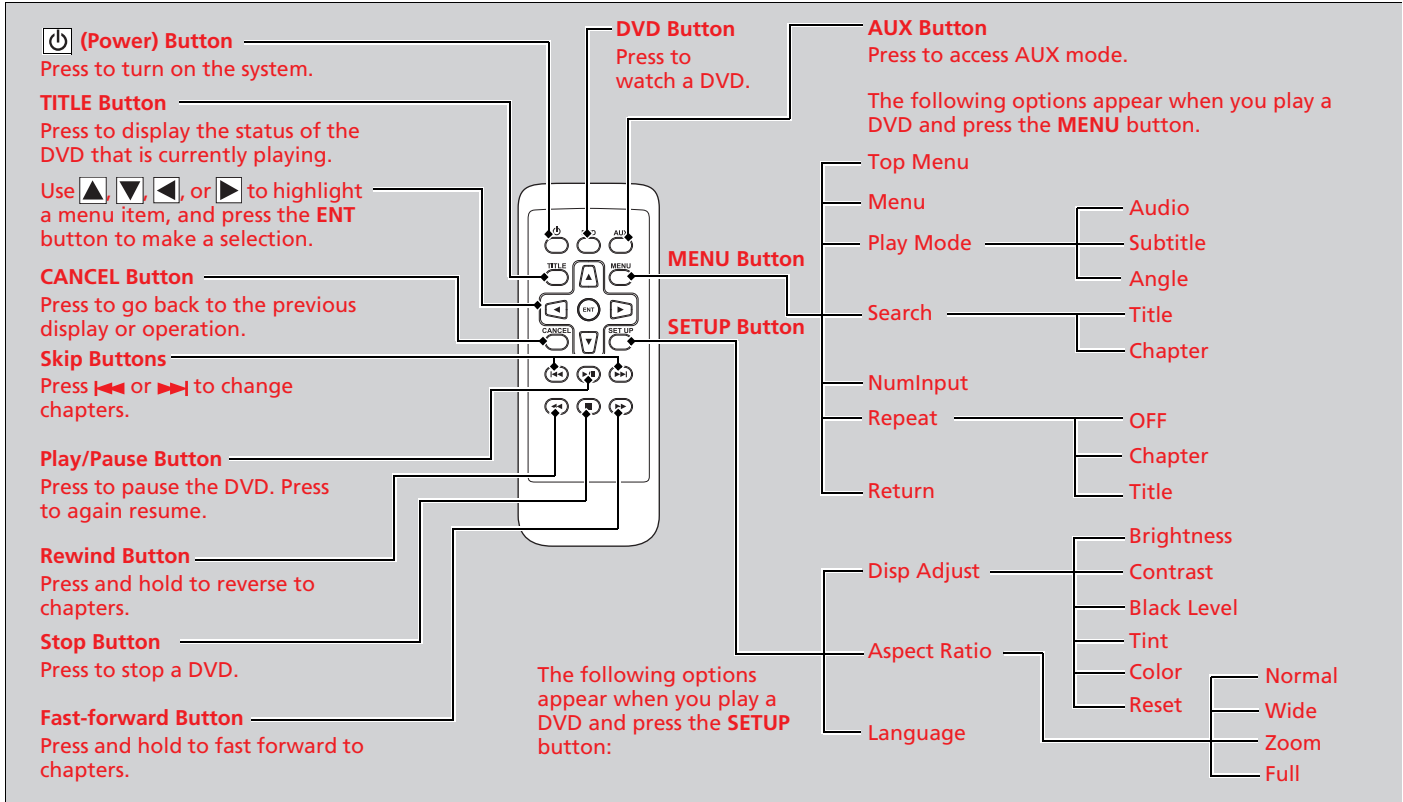 (Power) Button
Press to turn on the system.
TITLE Button
Press to display the status of the
DVD that is currently playing.
Use ▲, ▼, ◀, or ▶ to highlight
a menu item, and press the ENT
button to make a selection.
CANCEL Button
Press to go back to the previous
display or operation.
Skip Buttons
Press |◀◀ or ▶▶| to change
chapters.
Play/Pause Button
Press to pause the DVD. Press
to again resume.
Rewind Button
Press and hold to reverse to
chapters.
Stop Button
Press to stop a DVD.
Fast-forward Button
Press and hold to fast forward to
chapters.
DVD Button
Press to
watch a DVD.
AUX
TITLE
MENU
ENT
CANCEL
SET UP
MENU Button
SETUP Button
The following options
appear when you play a
DVD and press the SETUP
button:
AUX Button
Press to access AUX mode.
The following options appear when you play a
DVD and press the MENU button.
Top Menu
Menu
Play Mode
Audio
Subtitle
Angle
Search
Title
Chapter
NumInput
Repeat
OFF
Chapter
Title
Return
Disp Adjust
Brightness
Contrast
Black Level
Tint
Color
Reset
Aspect Ratio
Normal
Wide
Zoom
Full
Language